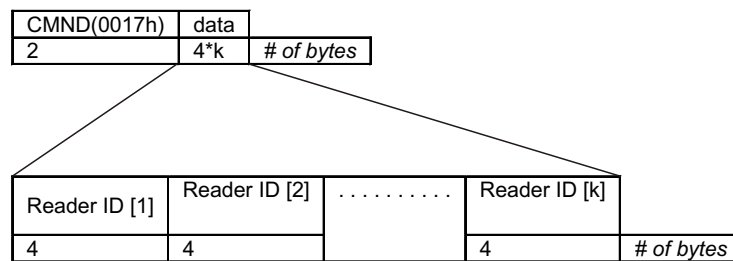 CMND(0017h) data
2 4*k # of bytes
Reader ID [1] Reader ID [2] . . . . . . . . . . Reader ID [k]
4 4 4 # of bytes